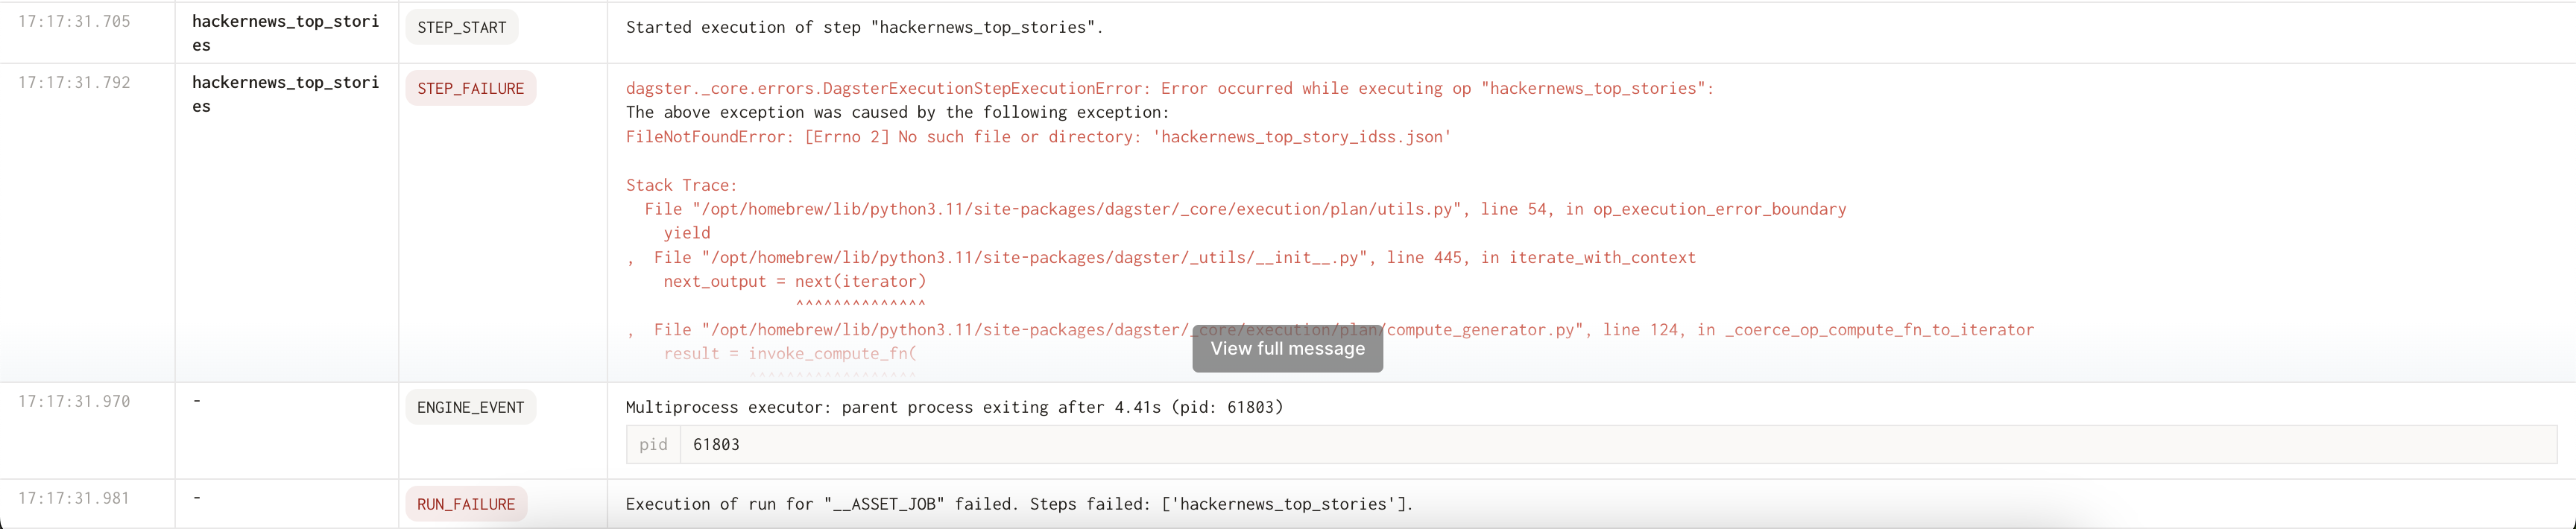 17:17:31.705
hackernews_top_stori
es
STEP_START
Started execution of step "hackernews_top_stories".
17:17:31.792
hackernews_top_stori
es
STEP_FAILURE
dagster._core.errors.DagsterExecutionStepExecutionError: Error occurred while executing op "hackernews_top_stories":
The above exception was caused by the following exception:
FileNotFoundError: [Errno 2] No such file or directory: 'hackernews_top_story_idss.json'
Stack Trace:
File "/opt/homebrew/lib/python3.11/site-packages/dagster/_core/execution/plan/utils.py", line 54, in op_execution_error_boundary
yield
,  File "/opt/homebrew/lib/python3.11/site-packages/dagster/_utils/__init__.py", line 445, in iterate_with_context
next_output = next(iterator)
^^^^^^^^^^^^^^
,  File "/opt/homebrew/lib/python3.11/site-packages/dagster/_core/execution/plan/compute_generator.py", line 124, in _coerce_op_compute_fn_to_iterator
result = invoke_compute_fn(
^^^^^^^^^^^^^^^^^^
View full message
17:17:31.970
-
ENGINE_EVENT
Multiprocess executor: parent process exiting after 4.41s (pid: 61803)
pid 61803
17:17:31.981
-
RUN_FAILURE
Execution of run for "__ASSET_JOB" failed. Steps failed: ['hackernews_top_stories'].